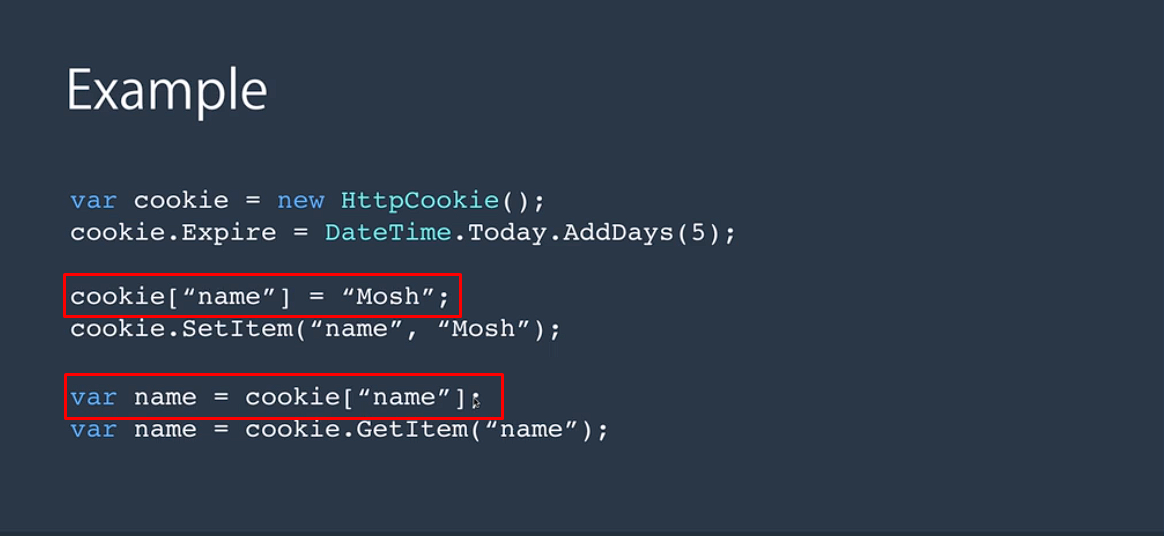 Example
var cookie = new HttpCookie();
cookie.Expire = DateTime.Today.AddDays(5);
cookie[“name”] = “Mosh”;
cookie.SetItem(“name”, “Mosh”);
var name = cookie[“name”];
var name = cookie.GetItem(“name”);